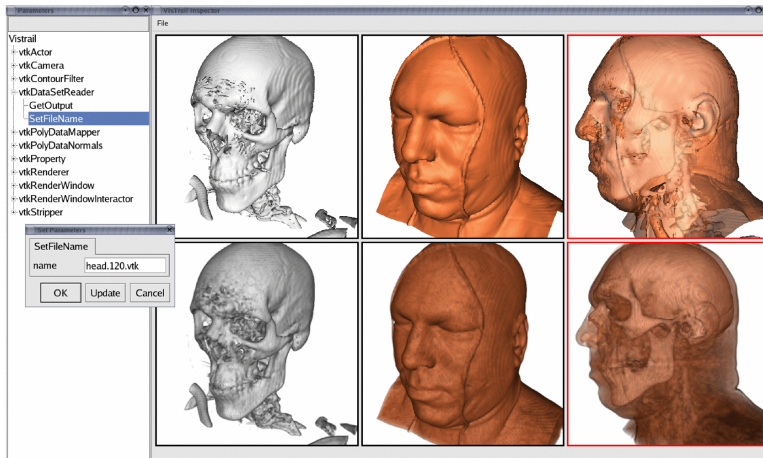 Parameters
VisTrail Inspector
File
Vistrail
vtkActor
vtkCamera
vtkContourFilter
vtkDataSetReader
GetOutput
SetFileName
vtkPolyDataMapper
vtkPolyDataNormals
vtkProperty
vtkRenderer
vtkRenderWindow
vtkRenderWindowInteractor
vtkStripper
Set Parameters
SetFileName
name head.120.vtk
OK Update Cancel